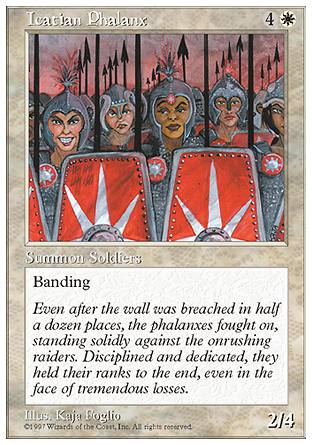 Icatian Phalanx 4
Summon Soldiers
Banding
Even after the wall was breached in half
a dozen places, the phalanxes fought on,
standing solidly against the onrushing
raiders. Disciplined and dedicated, they
held their ranks to the end, even in the
face of tremendous losses.
Illus. Kaja Foglio
©1997 Wizards of the Coast, Inc. All rights reserved.
2/4